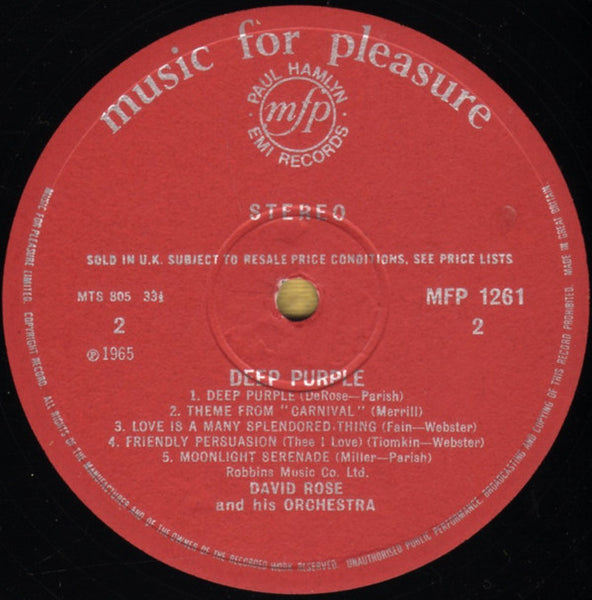 music for pleasure
PAUL HAMLYN
mfp
EMI RECORDS
STEREO
SOLD IN U.K. SUBJECT TO RESALE PRICE CONDITIONS, SEE PRICE LISTS
MTS 805 33⅓ MFP 1261
2 2
℗ 1965
DEEP PURPLE
1. DEEP PURPLE (DeRose—Parish)
2. THEME FROM "CARNIVAL" (Merrill)
3. LOVE IS A MANY SPLENDORED THING (Fain—Webster)
4. FRIENDLY PERSUASION (Thee I Love) (Tiomkin—Webster)
5. MOONLIGHT SERENADE (Miller—Parish)
Robbins Music Co. Ltd.
DAVID ROSE
and his ORCHESTRA
MUSIC FOR PLEASURE LIMITED. COPYRIGHT RECORD. ALL RIGHTS OF THE MANUFACTURER AND OF THE OWNER OF THE RECORDED WORK RESERVED. UNAUTHORISED PUBLIC PERFORMANCE, BROADCASTING AND COPYING OF THIS RECORD PROHIBITED. MADE IN GREAT BRITAIN.